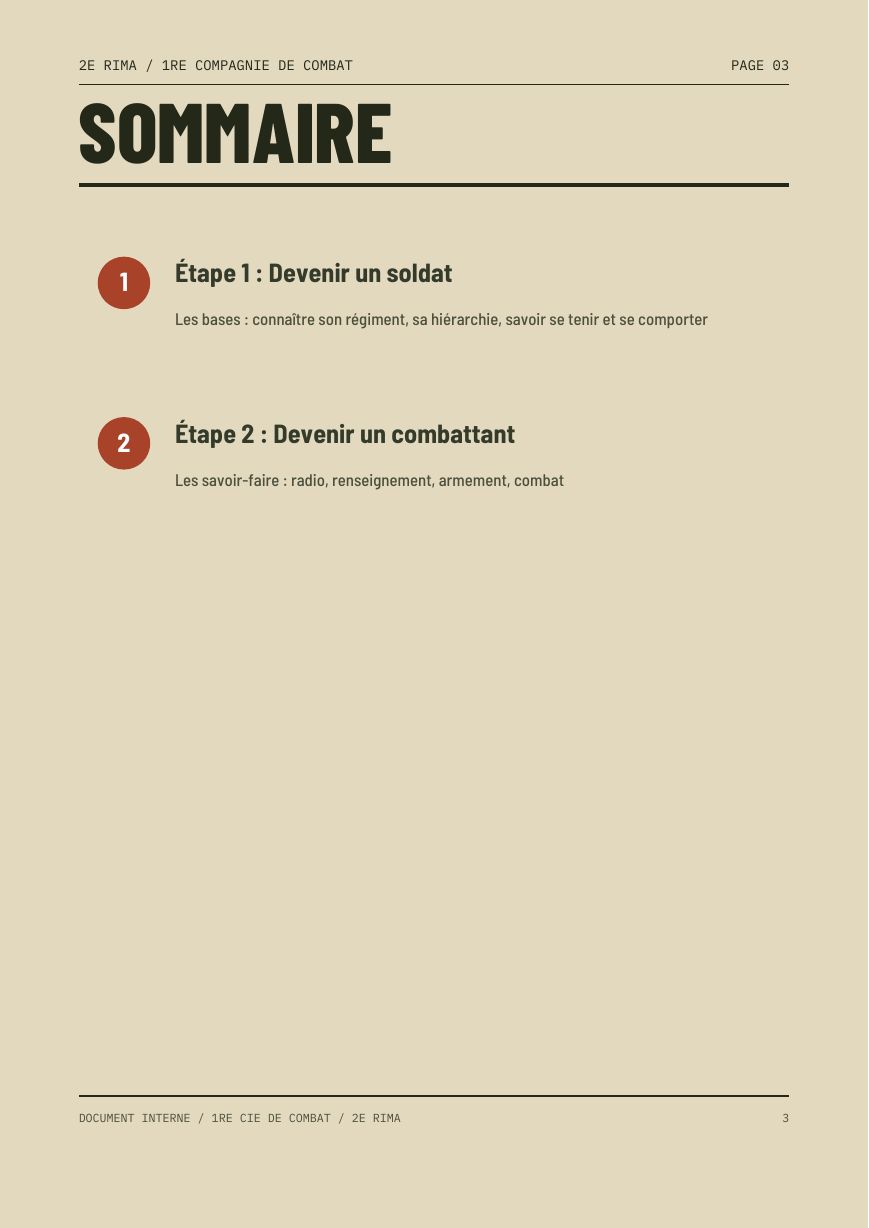 2E RIMA / 1RE COMPAGNIE DE COMBAT
PAGE 03
SOMMAIRE
1
Étape 1 : Devenir un soldat
Les bases : connaître son régiment, sa hiérarchie, savoir se tenir et se comporter
2
Étape 2 : Devenir un combattant
Les savoir-faire : radio, renseignement, armement, combat
DOCUMENT INTERNE / 1RE CIE DE COMBAT / 2E RIMA
3